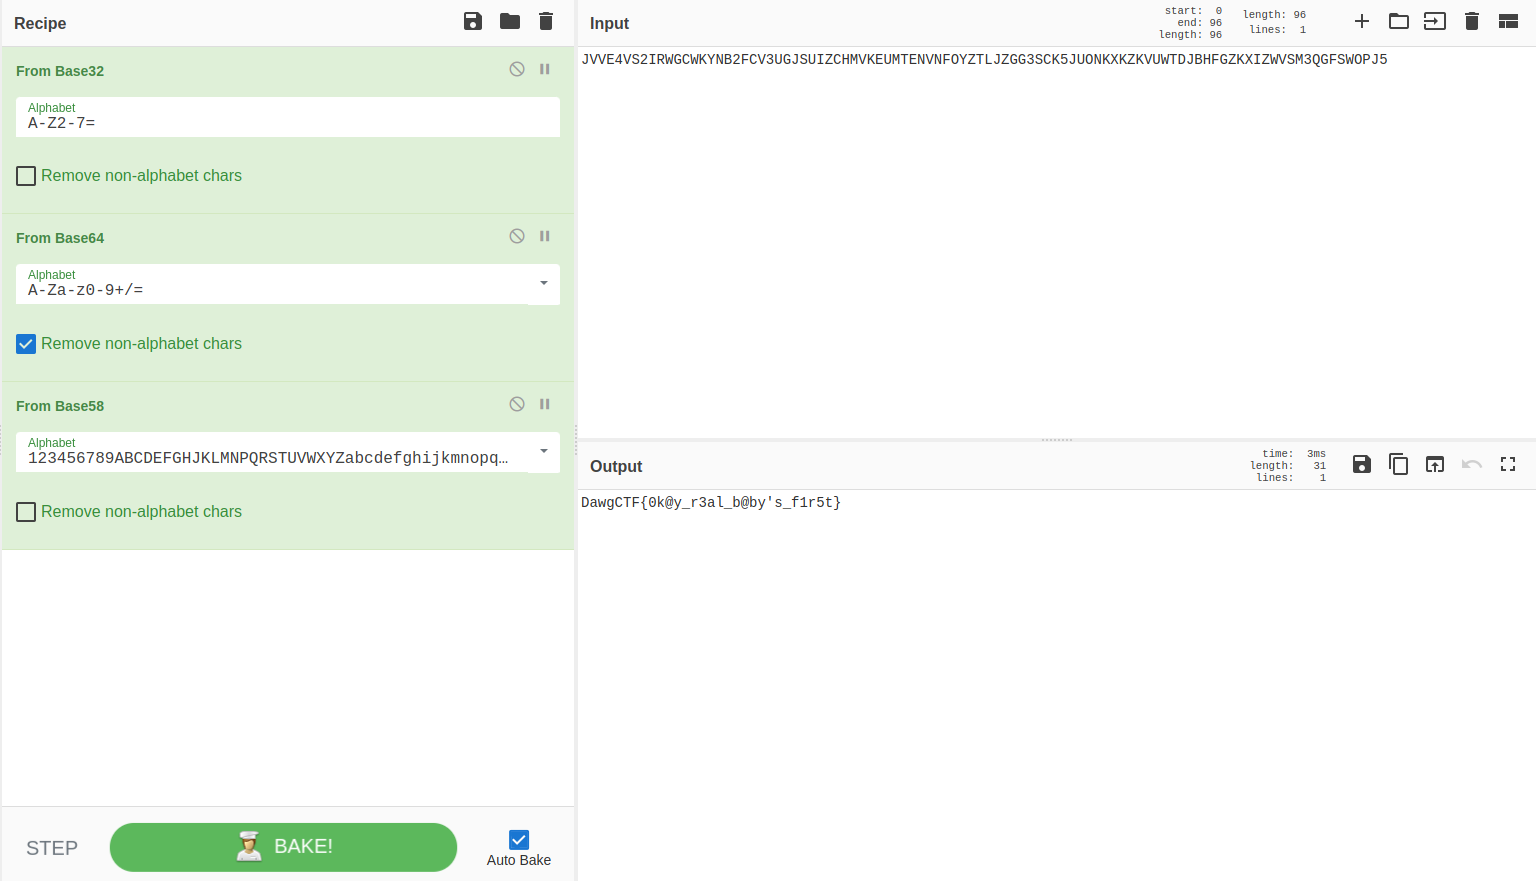 Recipe
From Base32
Alphabet
A-Z2-7=
Remove non-alphabet chars
From Base64
Alphabet
A-Za-z0-9+/=
Remove non-alphabet chars
From Base58
Alphabet
123456789ABCDEFGHJKLMNPQRSTUVWXYZabcdefghijkmnopq…
Remove non-alphabet chars
STEP
BAKE!
Auto Bake
Input
start: 0
end: 96
length: 96
length: 96
lines: 1
JVVE4VS2IRWGCWKYNB2FCV3UGJSUIZCHMVKEUMTENVNFOYZTLJZGG3SCK5JUONKXKZKVUWTDJBHFGZKXIZWVSM3QGFSWOPJ5
Output
time: 3ms
length: 31
lines: 1
DawgCTF{0k@y_r3al_b@by's_f1r5t}